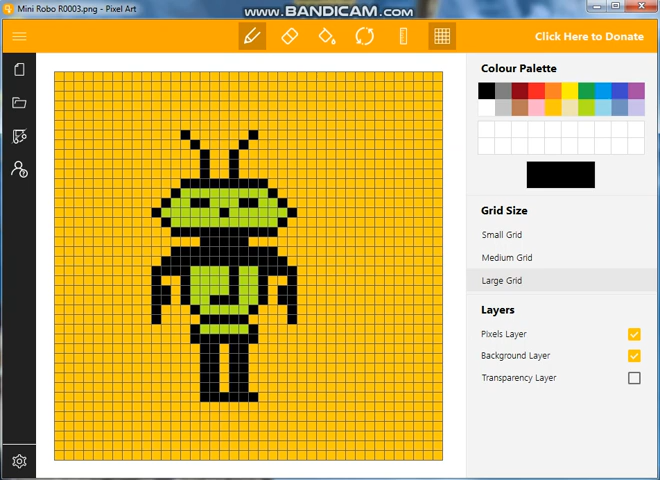 Mini Robo R0003.png - Pixel Art
www.BANDICAM.com
Click Here to Donate
Colour Palette
Grid Size
Small Grid
Medium Grid
Large Grid
Layers
Pixels Layer
Background Layer
Transparency Layer